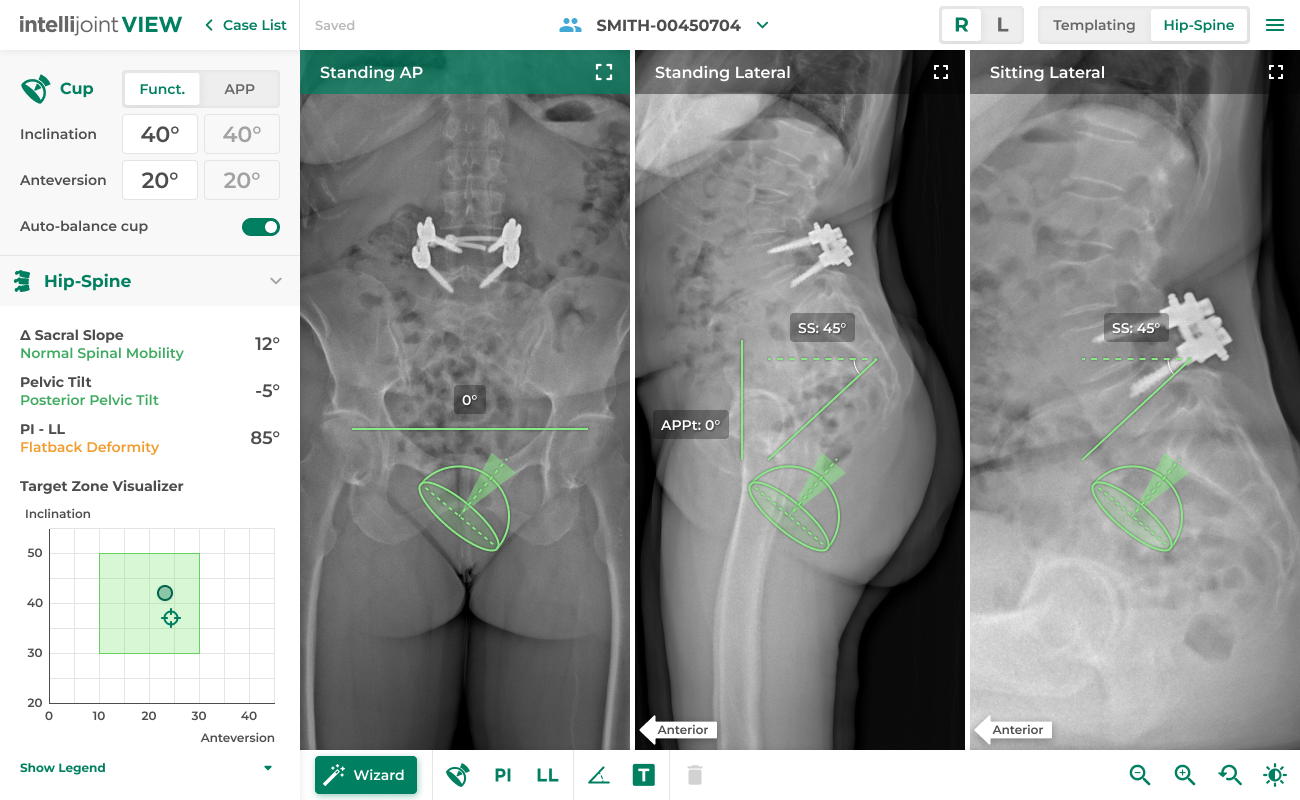 intellijoint VIEW
Case List
Saved
SMITH-00450704
R L
Templating Hip-Spine
Cup
Funct. APP
Inclination 40° 40°
Anteversion 20° 20°
Auto-balance cup
Hip-Spine
Δ Sacral Slope 12°
Normal Spinal Mobility
Pelvic Tilt -5°
Posterior Pelvic Tilt
PI - LL 85°
Flatback Deformity
Target Zone Visualizer
Inclination
50
40
30
20
0 10 20 30 40
Anteversion
Show Legend
Standing AP
0°
Standing Lateral
SS: 45°
APPt: 0°
Anterior
Sitting Lateral
SS: 45°
Anterior
Wizard
PI
LL
T